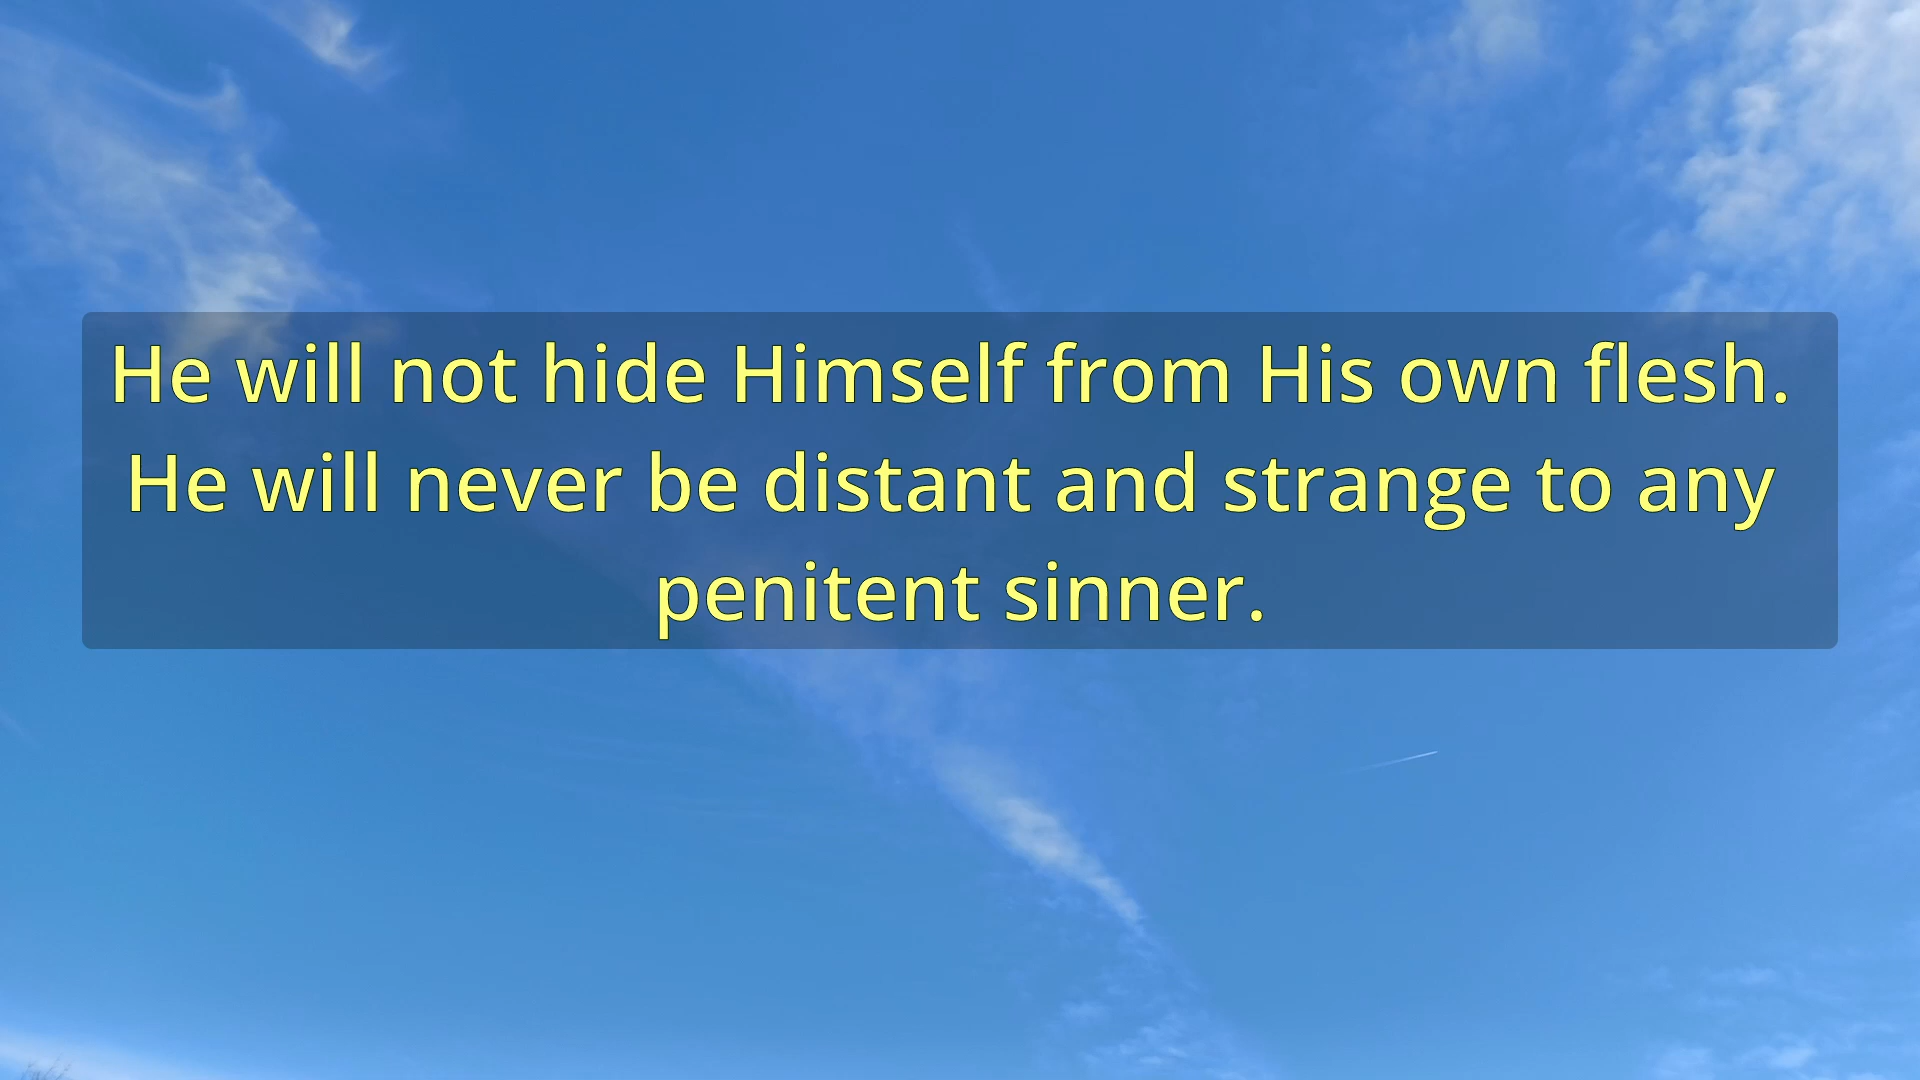 He will not hide Himself from His own flesh.
He will never be distant and strange to any
penitent sinner.